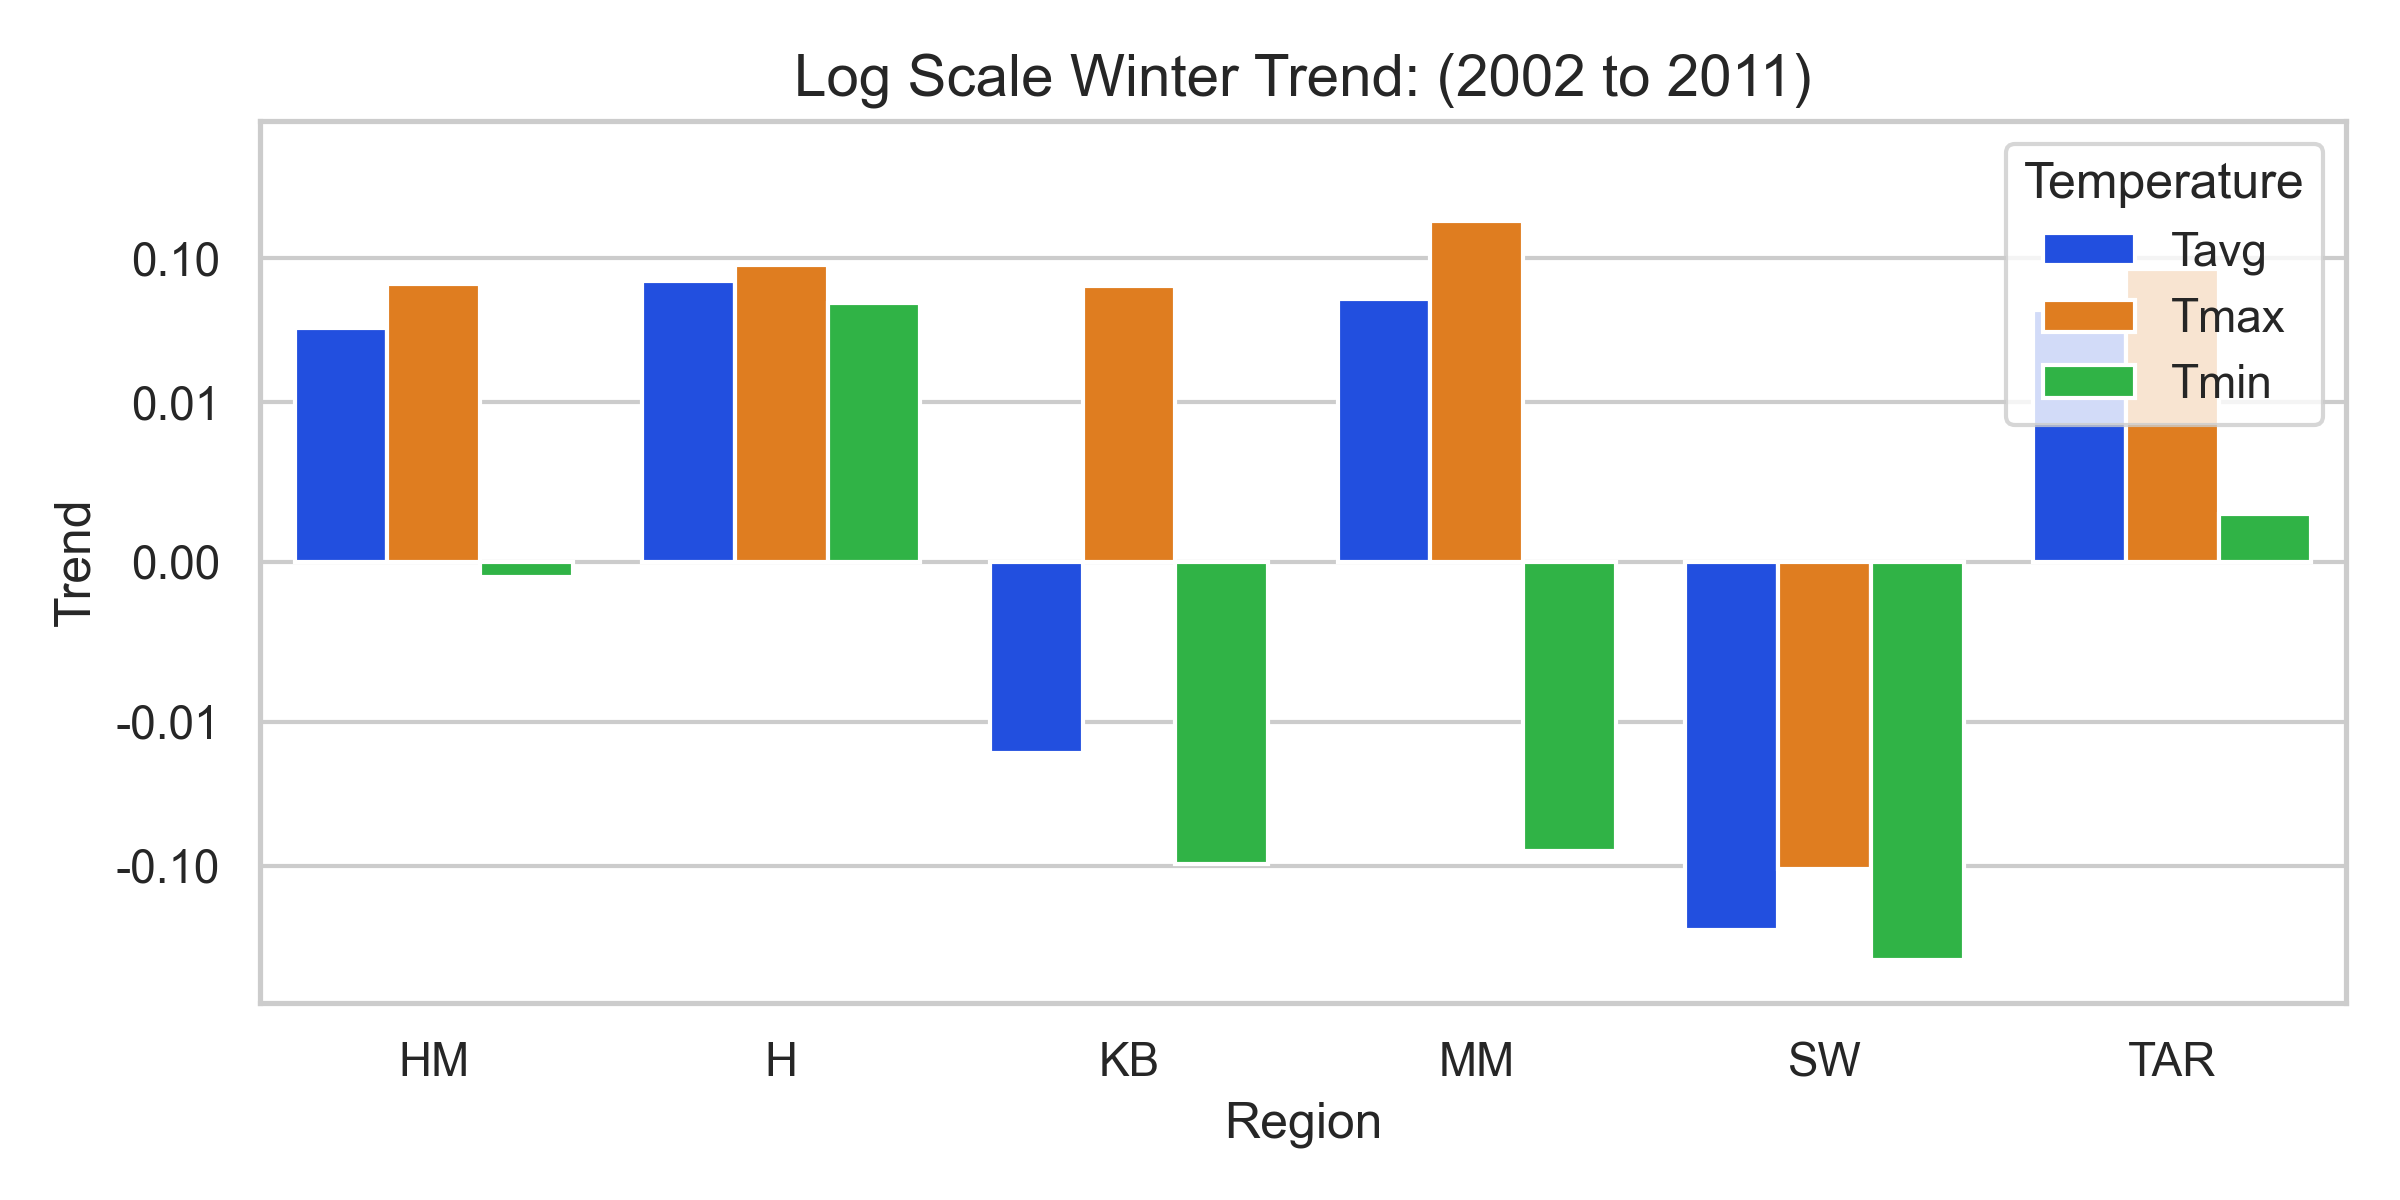 Log Scale Winter Trend: (2002 to 2011)
Temperature
Tavg
Tmax
Tmin
0.10
0.01
0.00
-0.01
-0.10
Trend
HM H KB MM SW TAR
Region